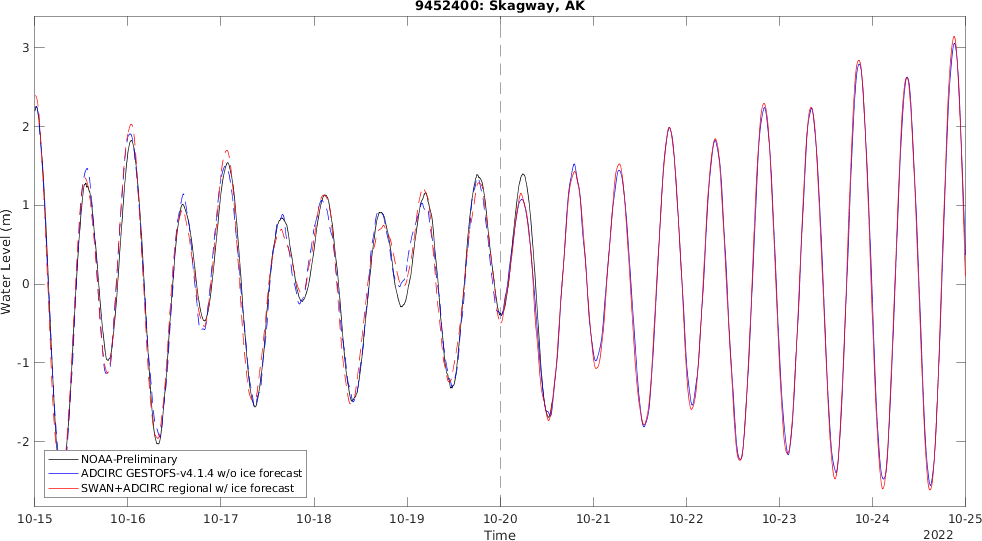 9452400: Skagway, AK
Water Level (m)
3
2
1
0
-1
-2
NOAA-Preliminary
ADCIRC GESTOFS-v4.1.4 w/o ice forecast
SWAN+ADCIRC regional w/ ice forecast
10-15 10-16 10-17 10-18 10-19 10-20 10-21 10-22 10-23 10-24 10-25
Time
2022